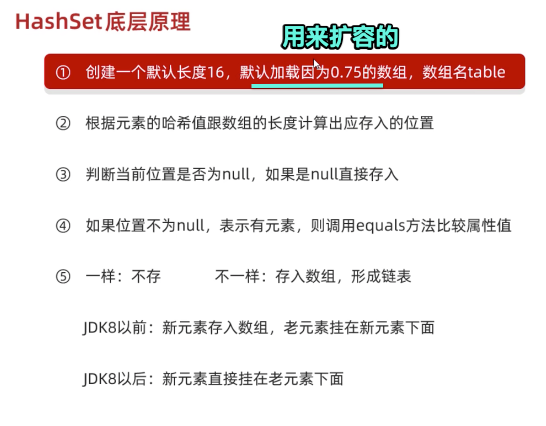 HashSet底层原理
用来扩容的
① 创建一个默认长度16，默认加载因为0.75的数组，数组名table
② 根据元素的哈希值跟数组的长度计算出应存入的位置
③ 判断当前位置是否为null，如果是null直接存入
④ 如果位置不为null，表示有元素，则调用equals方法比较属性值
⑤ 一样：不存 不一样：存入数组，形成链表
JDK8以前：新元素存入数组，老元素挂在新元素下面
JDK8以后：新元素直接挂在老元素下面